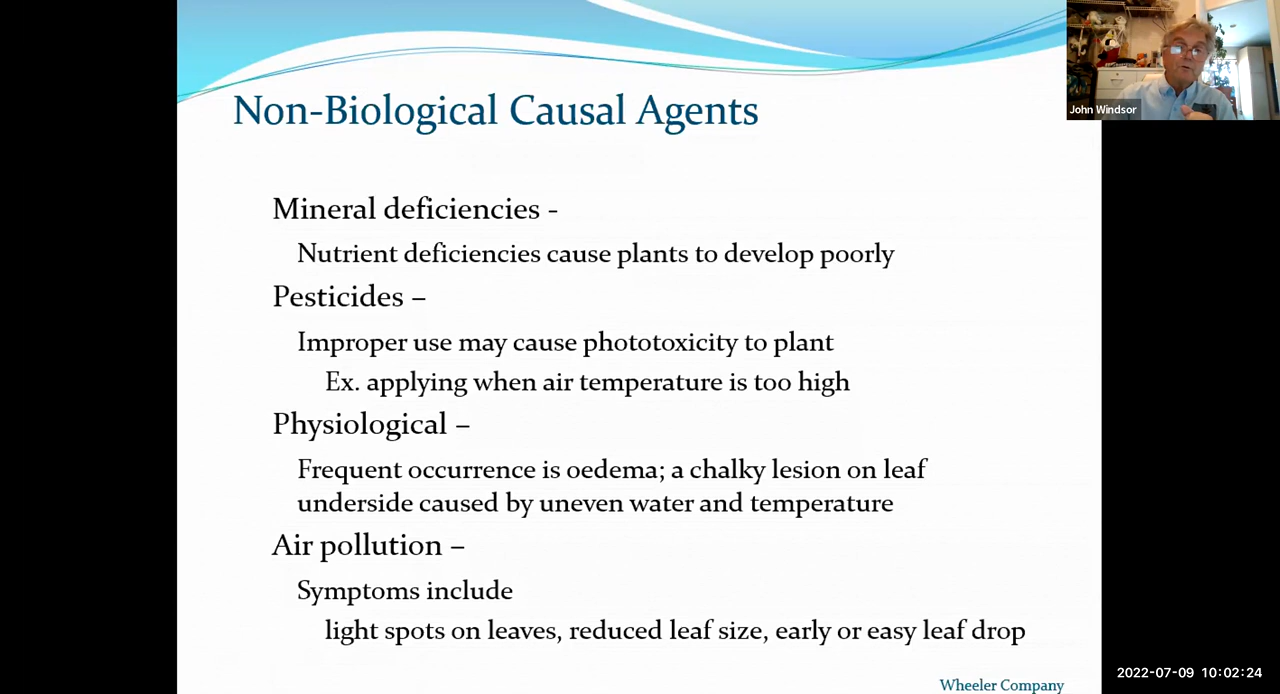 Non-Biological Causal Agents
John Windsor
Mineral deficiencies -
Nutrient deficiencies cause plants to develop poorly
Pesticides –
Improper use may cause phototoxicity to plant
Ex. applying when air temperature is too high
Physiological –
Frequent occurrence is oedema; a chalky lesion on leaf
underside caused by uneven water and temperature
Air pollution –
Symptoms include
light spots on leaves, reduced leaf size, early or easy leaf drop
Wheeler Company
2022-07-09 10:02:24